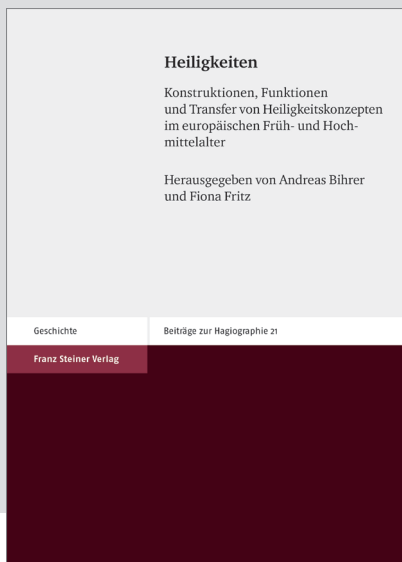 Heiligkeiten
Konstruktionen, Funktionen
und Transfer von Heiligkeitskonzepten
im europäischen Früh- und Hoch-
mittelalter
Herausgegeben von Andreas Bihrer
und Fiona Fritz
Geschichte
Beiträge zur Hagiographie 21
Franz Steiner Verlag